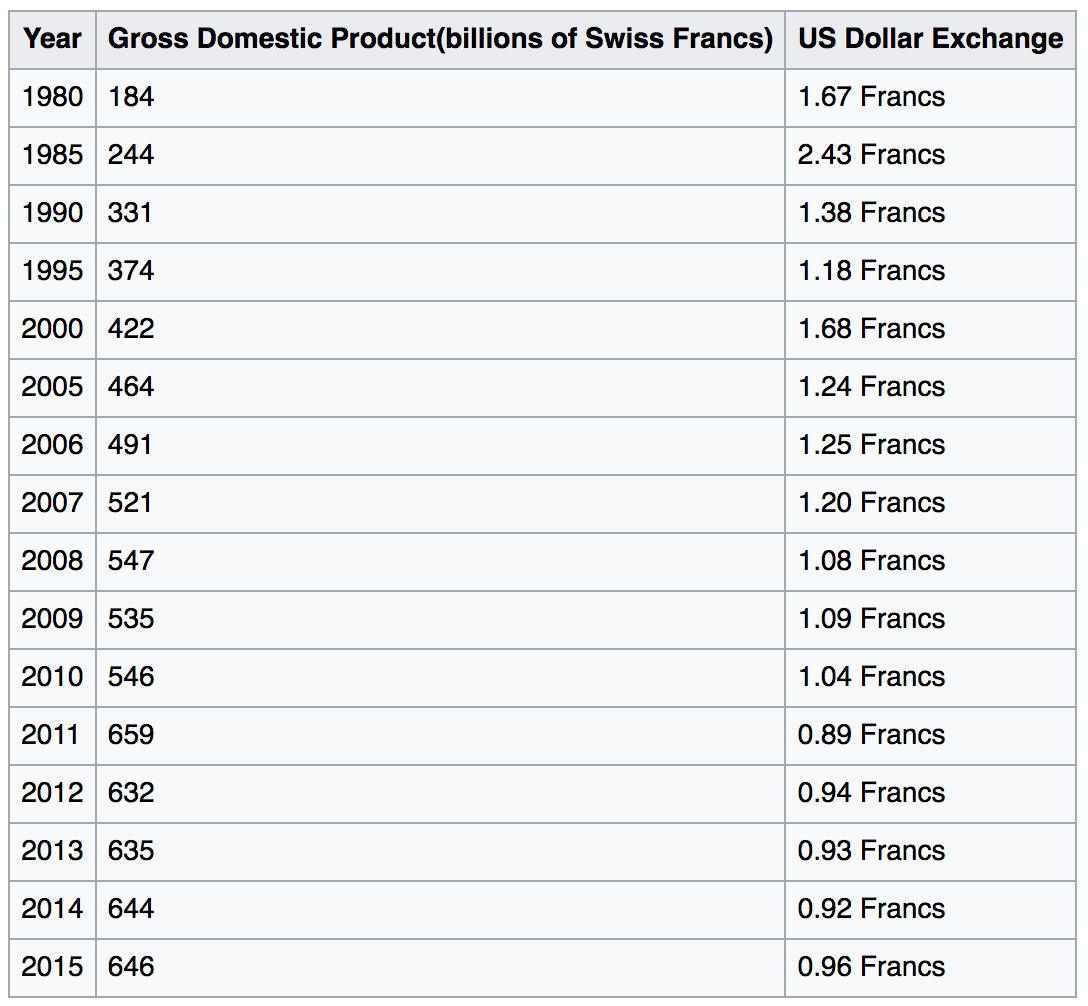 Year Gross Domestic Product(billions of Swiss Francs) US Dollar Exchange
1980 184 1.67 Francs
1985 244 2.43 Francs
1990 331 1.38 Francs
1995 374 1.18 Francs
2000 422 1.68 Francs
2005 464 1.24 Francs
2006 491 1.25 Francs
2007 521 1.20 Francs
2008 547 1.08 Francs
2009 535 1.09 Francs
2010 546 1.04 Francs
2011 659 0.89 Francs
2012 632 0.94 Francs
2013 635 0.93 Francs
2014 644 0.92 Francs
2015 646 0.96 Francs